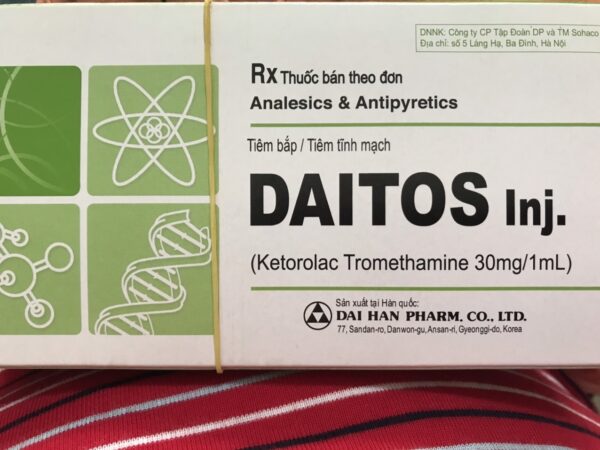 DNNK: Công ty CP Tập Đoàn DP và TM Sohaco
Địa chỉ: số 5 Láng Hạ, Ba Đình, Hà Nội
Rx Thuốc bán theo đơn
Analesics & Antipyretics
Tiêm bắp / Tiêm tĩnh mạch
DAITOS Inj.
(Ketorolac Tromethamine 30mg/1mL)
Sản xuất tại Hàn quốc:
DAI HAN PHARM. CO., LTD.
77, Sandan-ro, Danwon-gu, Ansan-ri, Gyeonggi-do, Korea